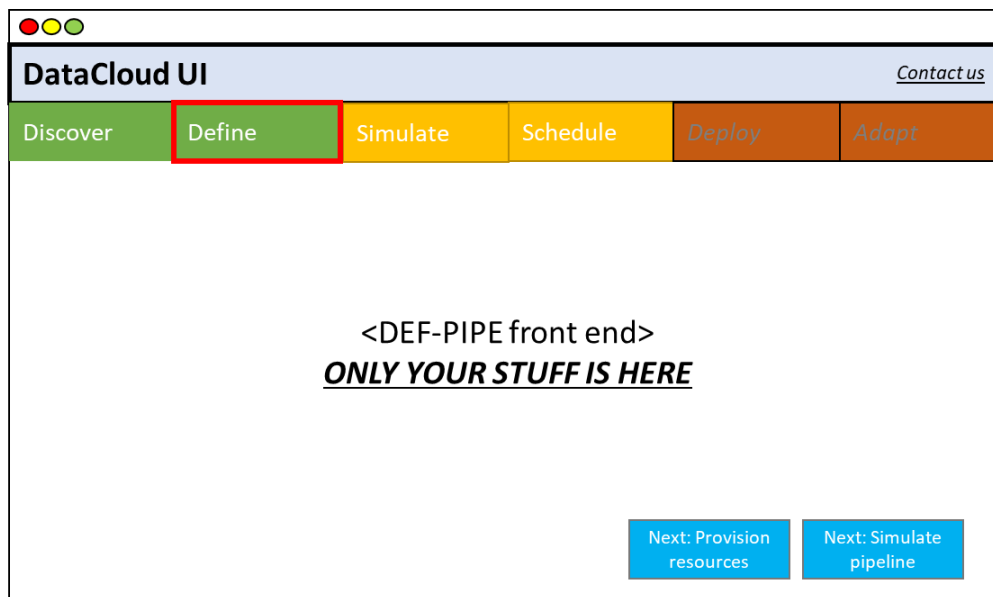 DataCloud UI
Contact us
Discover
Define
Simulate
Schedule
Deploy
Adapt
<DEF-PIPE front end>
ONLY YOUR STUFF IS HERE
Next: Provision
resources
Next: Simulate
pipeline